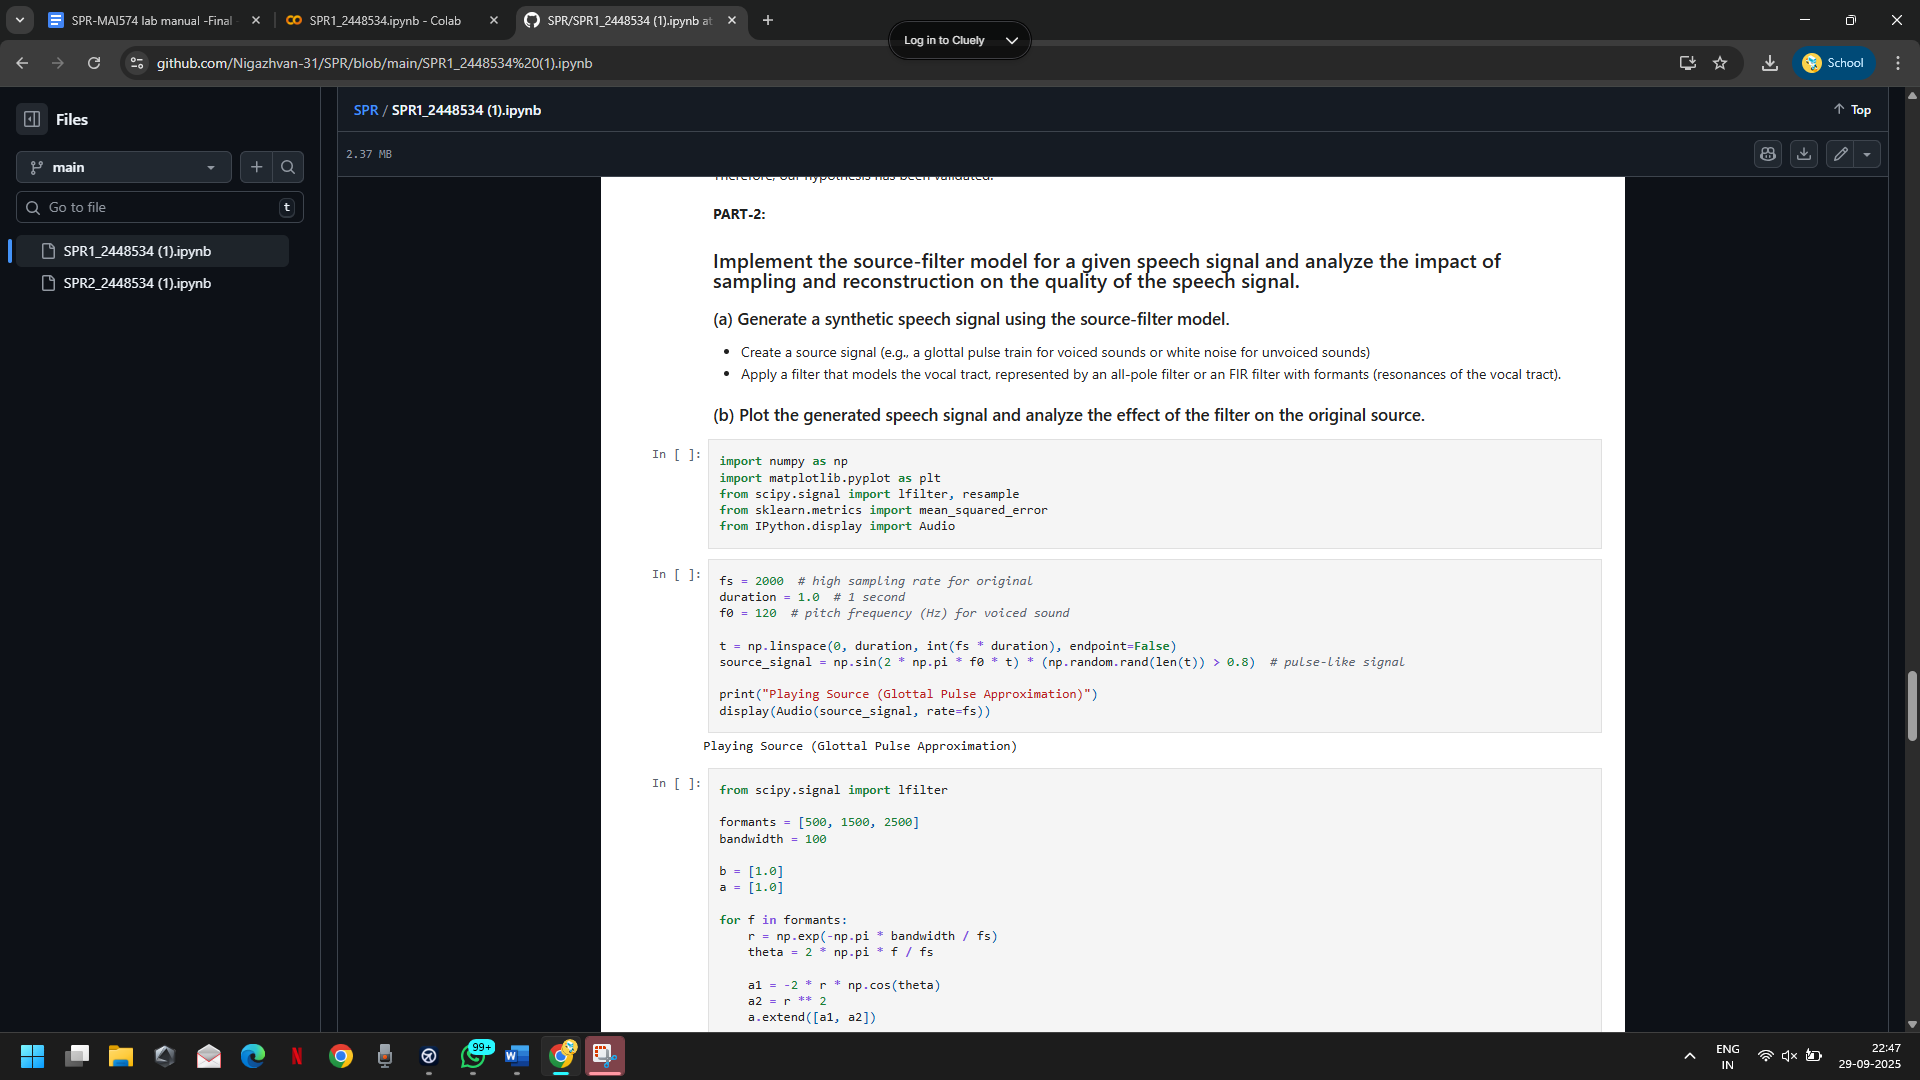 SPR-MAI574 lab manual -Final
SPR1_2448534.ipynb - Colab
SPR/SPR1_2448534 (1).ipynb at
Log in to Cluely
github.com/Nigazhvan-31/SPR/blob/main/SPR1_2448534%20(1).ipynb
School
Files
SPR / SPR1_2448534 (1).ipynb
Top
main
2.37 MB
Go to file
t
SPR1_2448534 (1).ipynb
SPR2_2448534 (1).ipynb
Therefore, our hypothesis has been validated.
PART-2:
Implement the source-filter model for a given speech signal and analyze the impact of
sampling and reconstruction on the quality of the speech signal.
(a) Generate a synthetic speech signal using the source-filter model.
• Create a source signal (e.g., a glottal pulse train for voiced sounds or white noise for unvoiced sounds)
• Apply a filter that models the vocal tract, represented by an all-pole filter or an FIR filter with formants (resonances of the vocal tract).
(b) Plot the generated speech signal and analyze the effect of the filter on the original source.
In [ ]:
import numpy as np
import matplotlib.pyplot as plt
from scipy.signal import lfilter, resample
from sklearn.metrics import mean_squared_error
from IPython.display import Audio
In [ ]:
fs = 2000  # high sampling rate for original
duration = 1.0  # 1 second
f0 = 120  # pitch frequency (Hz) for voiced sound
t = np.linspace(0, duration, int(fs * duration), endpoint=False)
source_signal = np.sin(2 * np.pi * f0 * t) * (np.random.rand(len(t)) > 0.8)  # pulse-like signal
print("Playing Source (Glottal Pulse Approximation)")
display(Audio(source_signal, rate=fs))
Playing Source (Glottal Pulse Approximation)
In [ ]:
from scipy.signal import lfilter
formants = [500, 1500, 2500]
bandwidth = 100
b = [1.0]
a = [1.0]
for f in formants:
    r = np.exp(-np.pi * bandwidth / fs)
    theta = 2 * np.pi * f / fs
    a1 = -2 * r * np.cos(theta)
    a2 = r ** 2
    a.extend([a1, a2])
99+
ENG
IN
22:47
29-09-2025